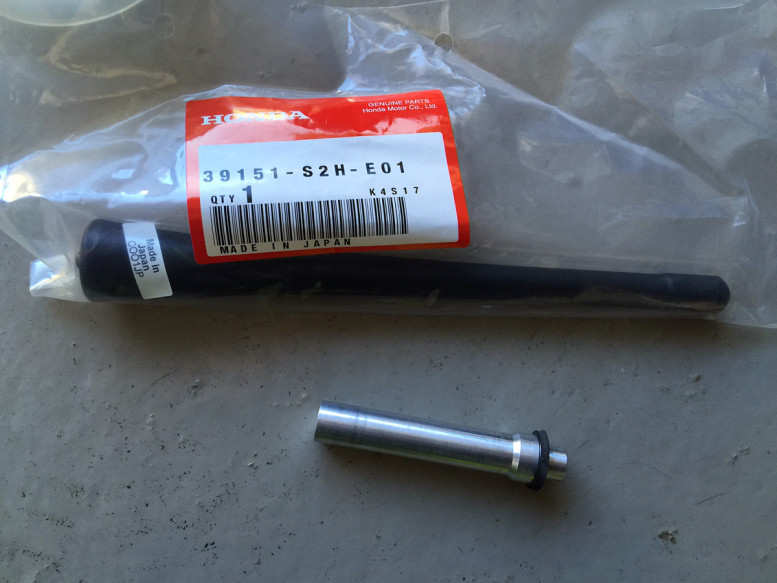 HONDA
GENUINE PARTS
Honda Motor Co., Ltd.
39151-S2H-E01
QTY 1 K4S17
MADE IN JAPAN
Made in
Japan
0001JP